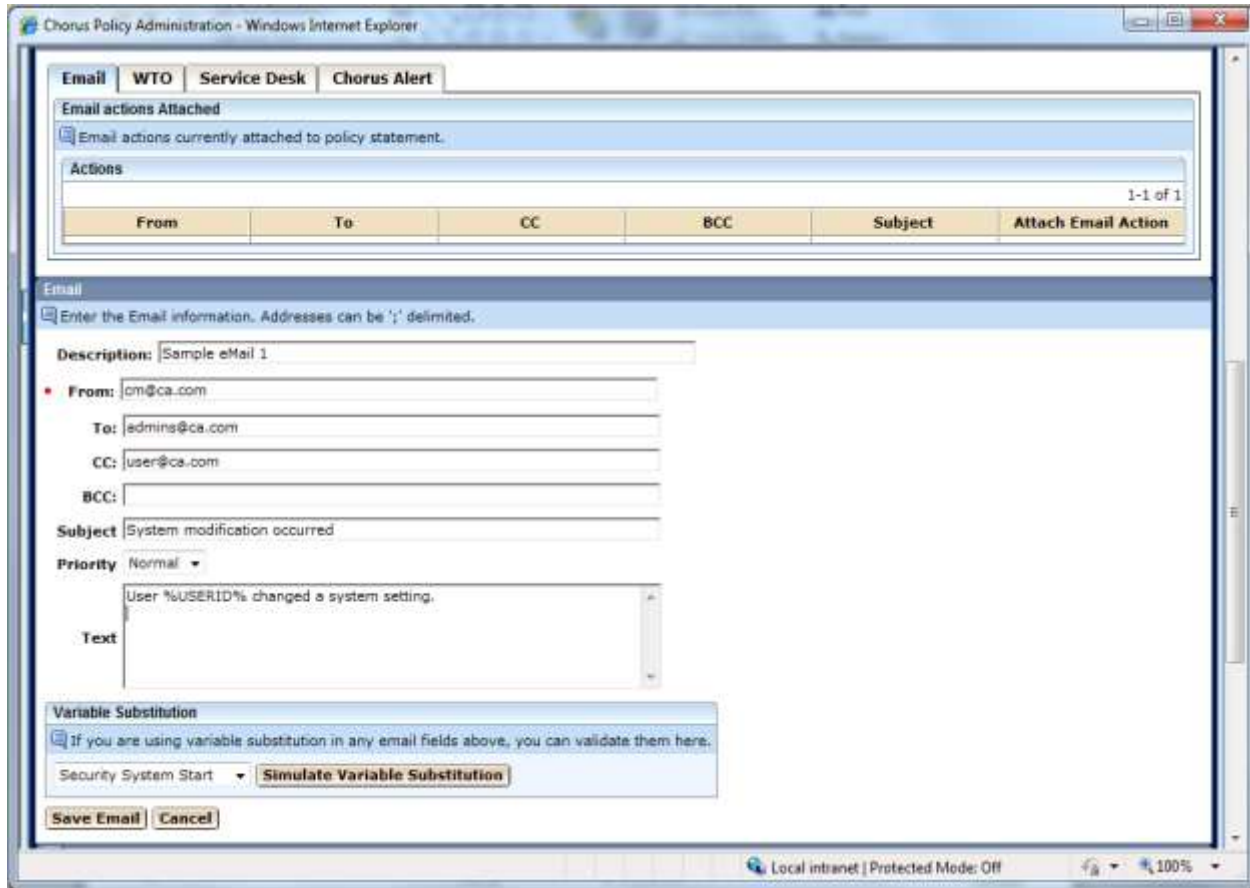 Chorus Policy Administration - Windows Internet Explorer
Email WTO Service Desk Chorus Alert
Email actions Attached
Email actions currently attached to policy statement.
Actions
1-1 of 1
From To CC BCC Subject Attach Email Action
Email
Enter the Email information. Addresses can be ';' delimited.
Description: Sample eMail 1
* From: cm@ca.com
To: admins@ca.com
CC: user@ca.com
BCC:
Subject System modification occurred
Priority Normal
User %USERID% changed a system setting.
Text
Variable Substitution
If you are using variable substitution in any email fields above, you can validate them here.
Security System Start Simulate Variable Substitution
Save Email Cancel
Local intranet | Protected Mode: Off 100%